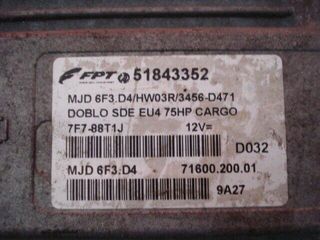 FPT 51843352
MJD 6F3.D4/HW03R/3456-D471
DOBLO SDE EU4 75HP CARGO
7F7-88T1J 12V=
D032
MJD 6F3.D4 71600.200.01
9A27